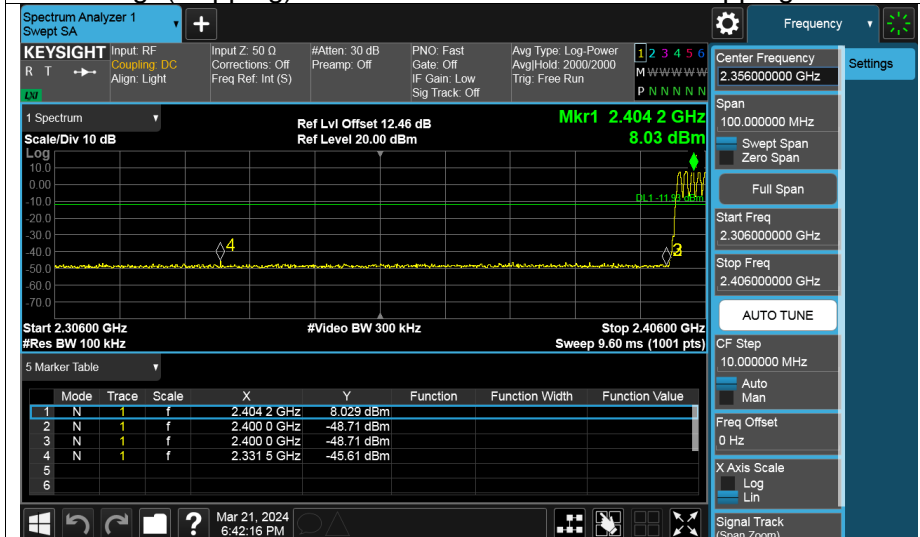 Spectrum Analyzer 1
Swept SA
Frequency
KEYSIGHT
R T
LXI
Input: RF
Coupling: DC
Align: Light
Input Z: 50 Ω
Corrections: Off
Freq Ref: Int (S)
#Atten: 30 dB
Preamp: Off
PNO: Fast
Gate: Off
IF Gain: Low
Sig Track: Off
Avg Type: Log-Power
Avg|Hold: 2000/2000
Trig: Free Run
1 2 3 4 5 6
M W W W W W
P N N N N N
1 Spectrum
Scale/Div 10 dB
Ref Lvl Offset 12.46 dB
Ref Level 20.00 dBm
Mkr1 2.404 2 GHz
8.03 dBm
Log
10.0
0.00
-10.0
-20.0
-30.0
-40.0
-50.0
-60.0
-70.0
DL1 -11.93 dBm
4
Start 2.30600 GHz
#Res BW 100 kHz
#Video BW 300 kHz
Stop 2.40600 GHz
Sweep 9.60 ms (1001 pts)
5 Marker Table
Mode Trace Scale X Y Function Function Width Function Value
1 N 1 f 2.404 2 GHz 8.029 dBm
2 N 1 f 2.400 0 GHz -48.71 dBm
3 N 1 f 2.400 0 GHz -48.71 dBm
4 N 1 f 2.331 5 GHz -45.61 dBm
5
6
?
Mar 21, 2024
6:42:16 PM
Center Frequency
2.356000000 GHz
Span
100.000000 MHz
Swept Span
Zero Span
Full Span
Start Freq
2.306000000 GHz
Stop Freq
2.406000000 GHz
AUTO TUNE
CF Step
10.000000 MHz
Auto
Man
Freq Offset
0 Hz
X Axis Scale
Log
Lin
Signal Track
(Span Zoom)
Settings